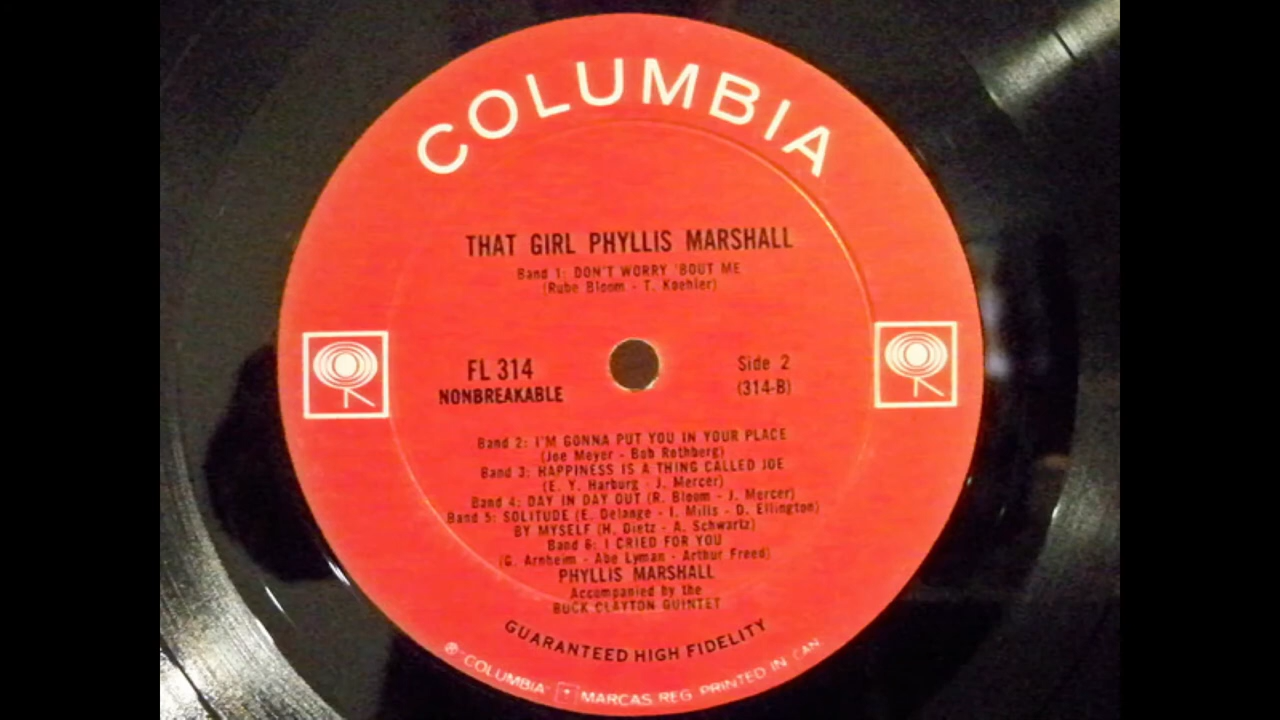 COLUMBIA
THAT GIRL PHYLLIS MARSHALL
Band 1: DON'T WORRY 'BOUT ME
(Rube Bloom - T. Koehler)
FL 314
NONBREAKABLE
Side 2
(314-B)
Band 2: I'M GONNA PUT YOU IN YOUR PLACE
(Joe Meyer - Bob Rothberg)
Band 3: HAPPINESS IS A THING CALLED JOE
(E. Y. Harburg - J. Mercer)
Band 4: DAY IN DAY OUT (R. Bloom - J. Mercer)
Band 5: SOLITUDE (E. Delange - I. Mills - D. Ellington)
BY MYSELF (H. Dietz - A. Schwartz)
Band 6: I CRIED FOR YOU
(G. Arnheim - Abe Lyman - Arthur Freed)
PHYLLIS MARSHALL
Accompanied by the
BUCK CLAYTON QUINTET
GUARANTEED HIGH FIDELITY
® "COLUMBIA" MARCAS REG PRINTED IN CAN